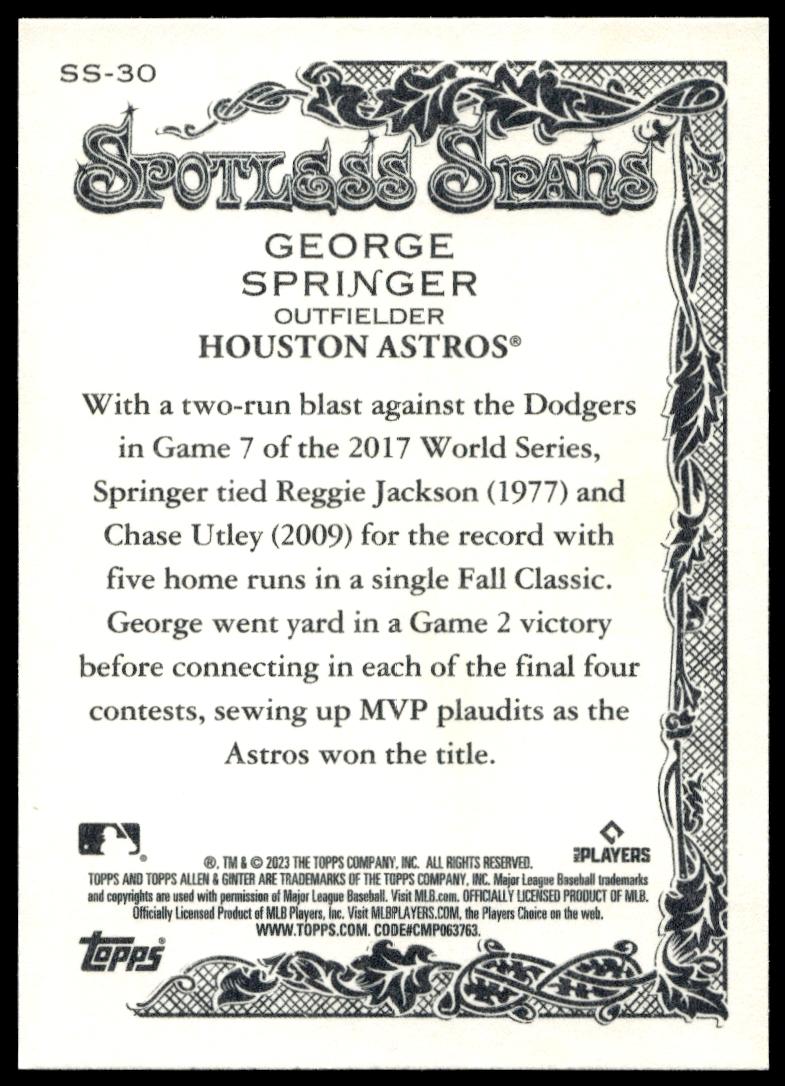 SS-30
SPOTLESS SPANS
GEORGE
SPRINGER
OUTFIELDER
HOUSTON ASTROS®
With a two-run blast against the Dodgers
in Game 7 of the 2017 World Series,
Springer tied Reggie Jackson (1977) and
Chase Utley (2009) for the record with
five home runs in a single Fall Classic.
George went yard in a Game 2 victory
before connecting in each of the final four
contests, sewing up MVP plaudits as the
Astros won the title.
MLB PLAYERS
®, TM & © 2023 THE TOPPS COMPANY, INC. ALL RIGHTS RESERVED.
TOPPS AND TOPPS ALLEN & GINTER ARE TRADEMARKS OF THE TOPPS COMPANY, INC. Major League Baseball trademarks
and copyrights are used with permission of Major League Baseball. Visit MLB.com. OFFICIALLY LICENSED PRODUCT OF MLB.
Officially Licensed Product of MLB Players, Inc. Visit MLBPLAYERS.COM, the Players Choice on the web.
WWW.TOPPS.COM. CODE#CMP063763.
topps®